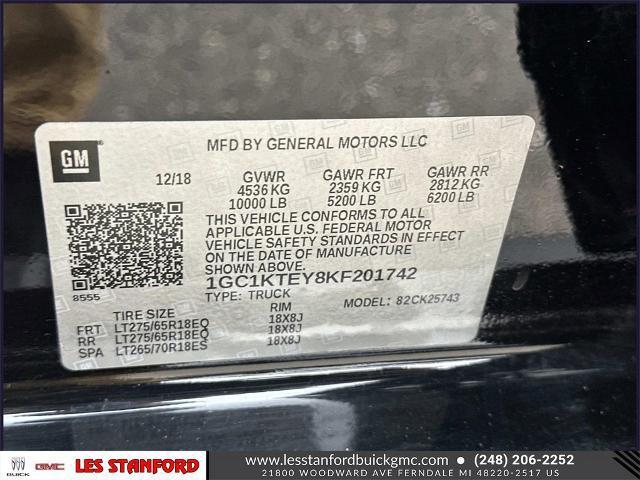 GM
MFD BY GENERAL MOTORS LLC
12/18 GVWR GAWR FRT GAWR RR
4536 KG 2359 KG 2812 KG
10000 LB 5200 LB 6200 LB
THIS VEHICLE CONFORMS TO ALL
APPLICABLE U.S. FEDERAL MOTOR
VEHICLE SAFETY STANDARDS IN EFFECT
ON THE DATE OF MANUFACTURE
SHOWN ABOVE.
8555
1GC1KTEY8KF201742
TYPE: TRUCK MODEL: 82CK25743
TIRE SIZE RIM
FRT LT275/65R18EQ 18X8J
RR LT275/65R18EQ 18X8J
SPA LT265/70R18ES 18X8J
BUICK GMC LES STANFORD
www.lesstanfordbuickgmc.com • (248) 206-2252
21800 WOODWARD AVE FERNDALE MI 48220-2517 US